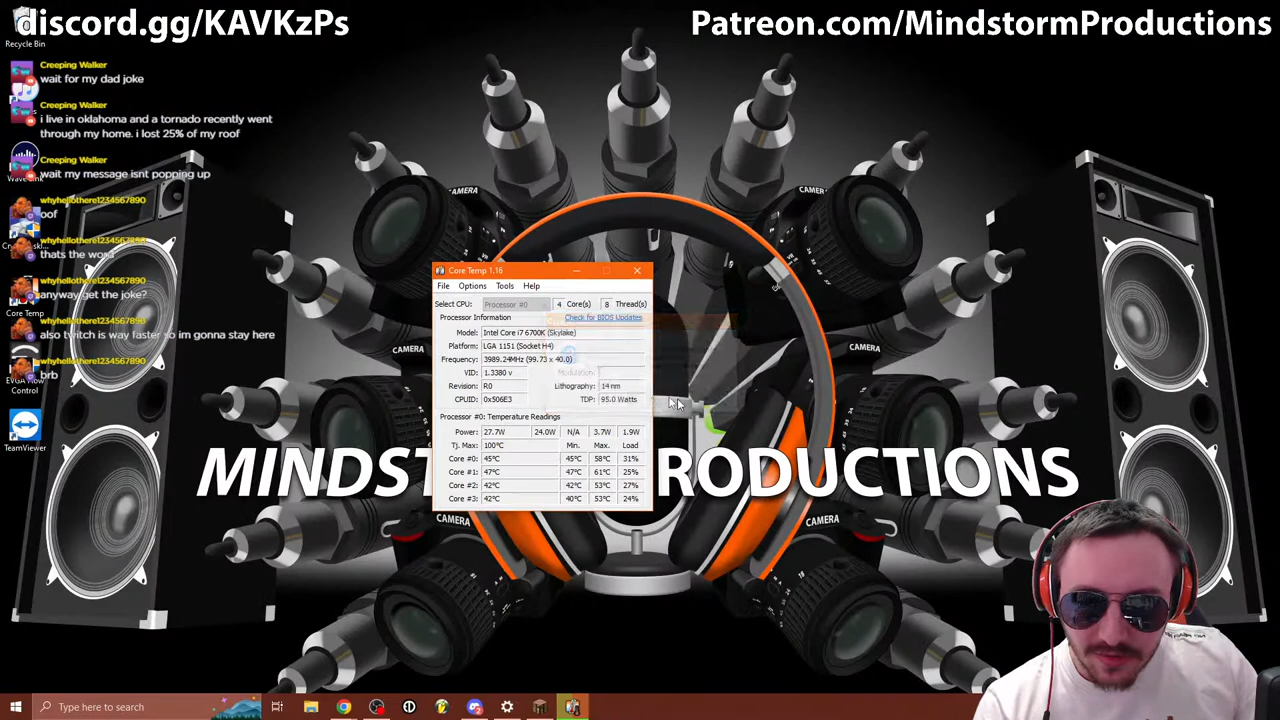 discord.gg/KAVKzPs
Patreon.com/MindstormProductions
Recycle Bin
Creeping Walker
wait for my dad joke
Creeping Walker
i live in oklahoma and a tornado recently went
through my home. i lost 25% of my roof
Creeping Walker
wait my message isnt popping up
whyhellothere1234567890
oof
whyhellothere1234567890
thats the word
whyhellothere1234567890
anyway get the joke?
whyhellothere1234567890
also twitch is way faster so im gonna stay here
whyhellothere1234567890
brb
Core Temp
Control
TeamViewer
Core Temp 1.16
File Options Tools Help
Select CPU: Processor #0 4 Core(s) 8 Thread(s)
Processor Information Check for BIOS Updates
Model: Intel Core i7 6700K (Skylake)
Platform: LGA 1151 (Socket H4)
Frequency: 3989.24MHz (99.73 x 40.0)
VID: 1.3380 v Modulation:
Revision: R0 Lithography: 14 nm
CPUID: 0x506E3 TDP: 95.0 Watts
Processor #0: Temperature Readings
Power: 27.7W 24.0W N/A 3.7W 1.9W
Tj. Max: 100°C Min. Max. Load
Core #0: 45°C 45°C 58°C 31%
Core #1: 47°C 47°C 61°C 25%
Core #2: 42°C 42°C 53°C 27%
Core #3: 42°C 40°C 53°C 24%
CAMERA
CAMERA
CAMERA
CAMERA
MINDST RODUCTIONS
CAMERA
CAMERA
Type here to search